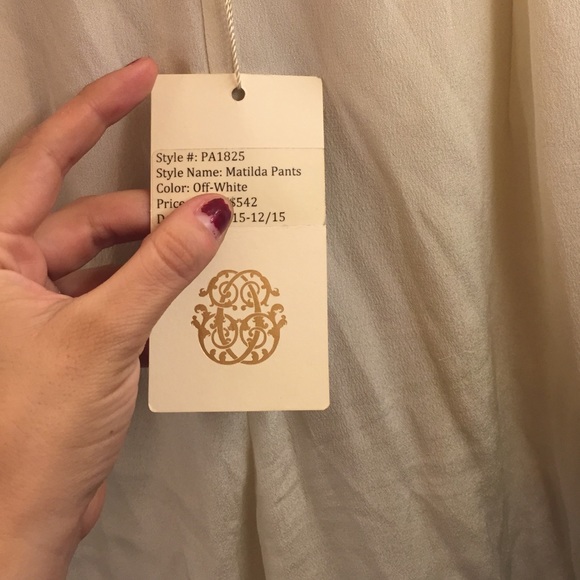 Style #: PA1825
Style Name: Matilda Pants
Color: Off-White
$542
15-12/15